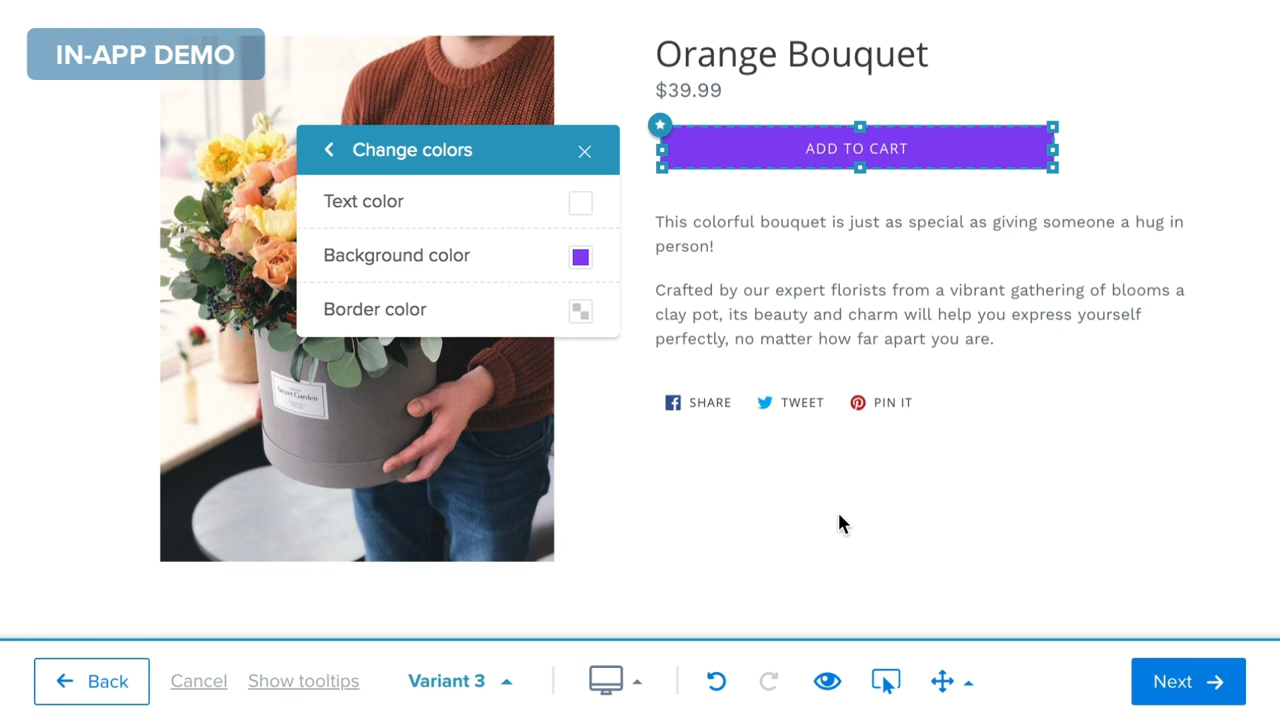 IN-APP DEMO
Orange Bouquet
$39.99
Change colors
ADD TO CART
Text color
Background color
Border color
This colorful bouquet is just as special as giving someone a hug in
person!
Crafted by our expert florists from a vibrant gathering of blooms a
clay pot, its beauty and charm will help you express yourself
perfectly, no matter how far apart you are.
Secret Garden
SHARE TWEET PIN IT
Back Cancel Show tooltips Variant 3 Next